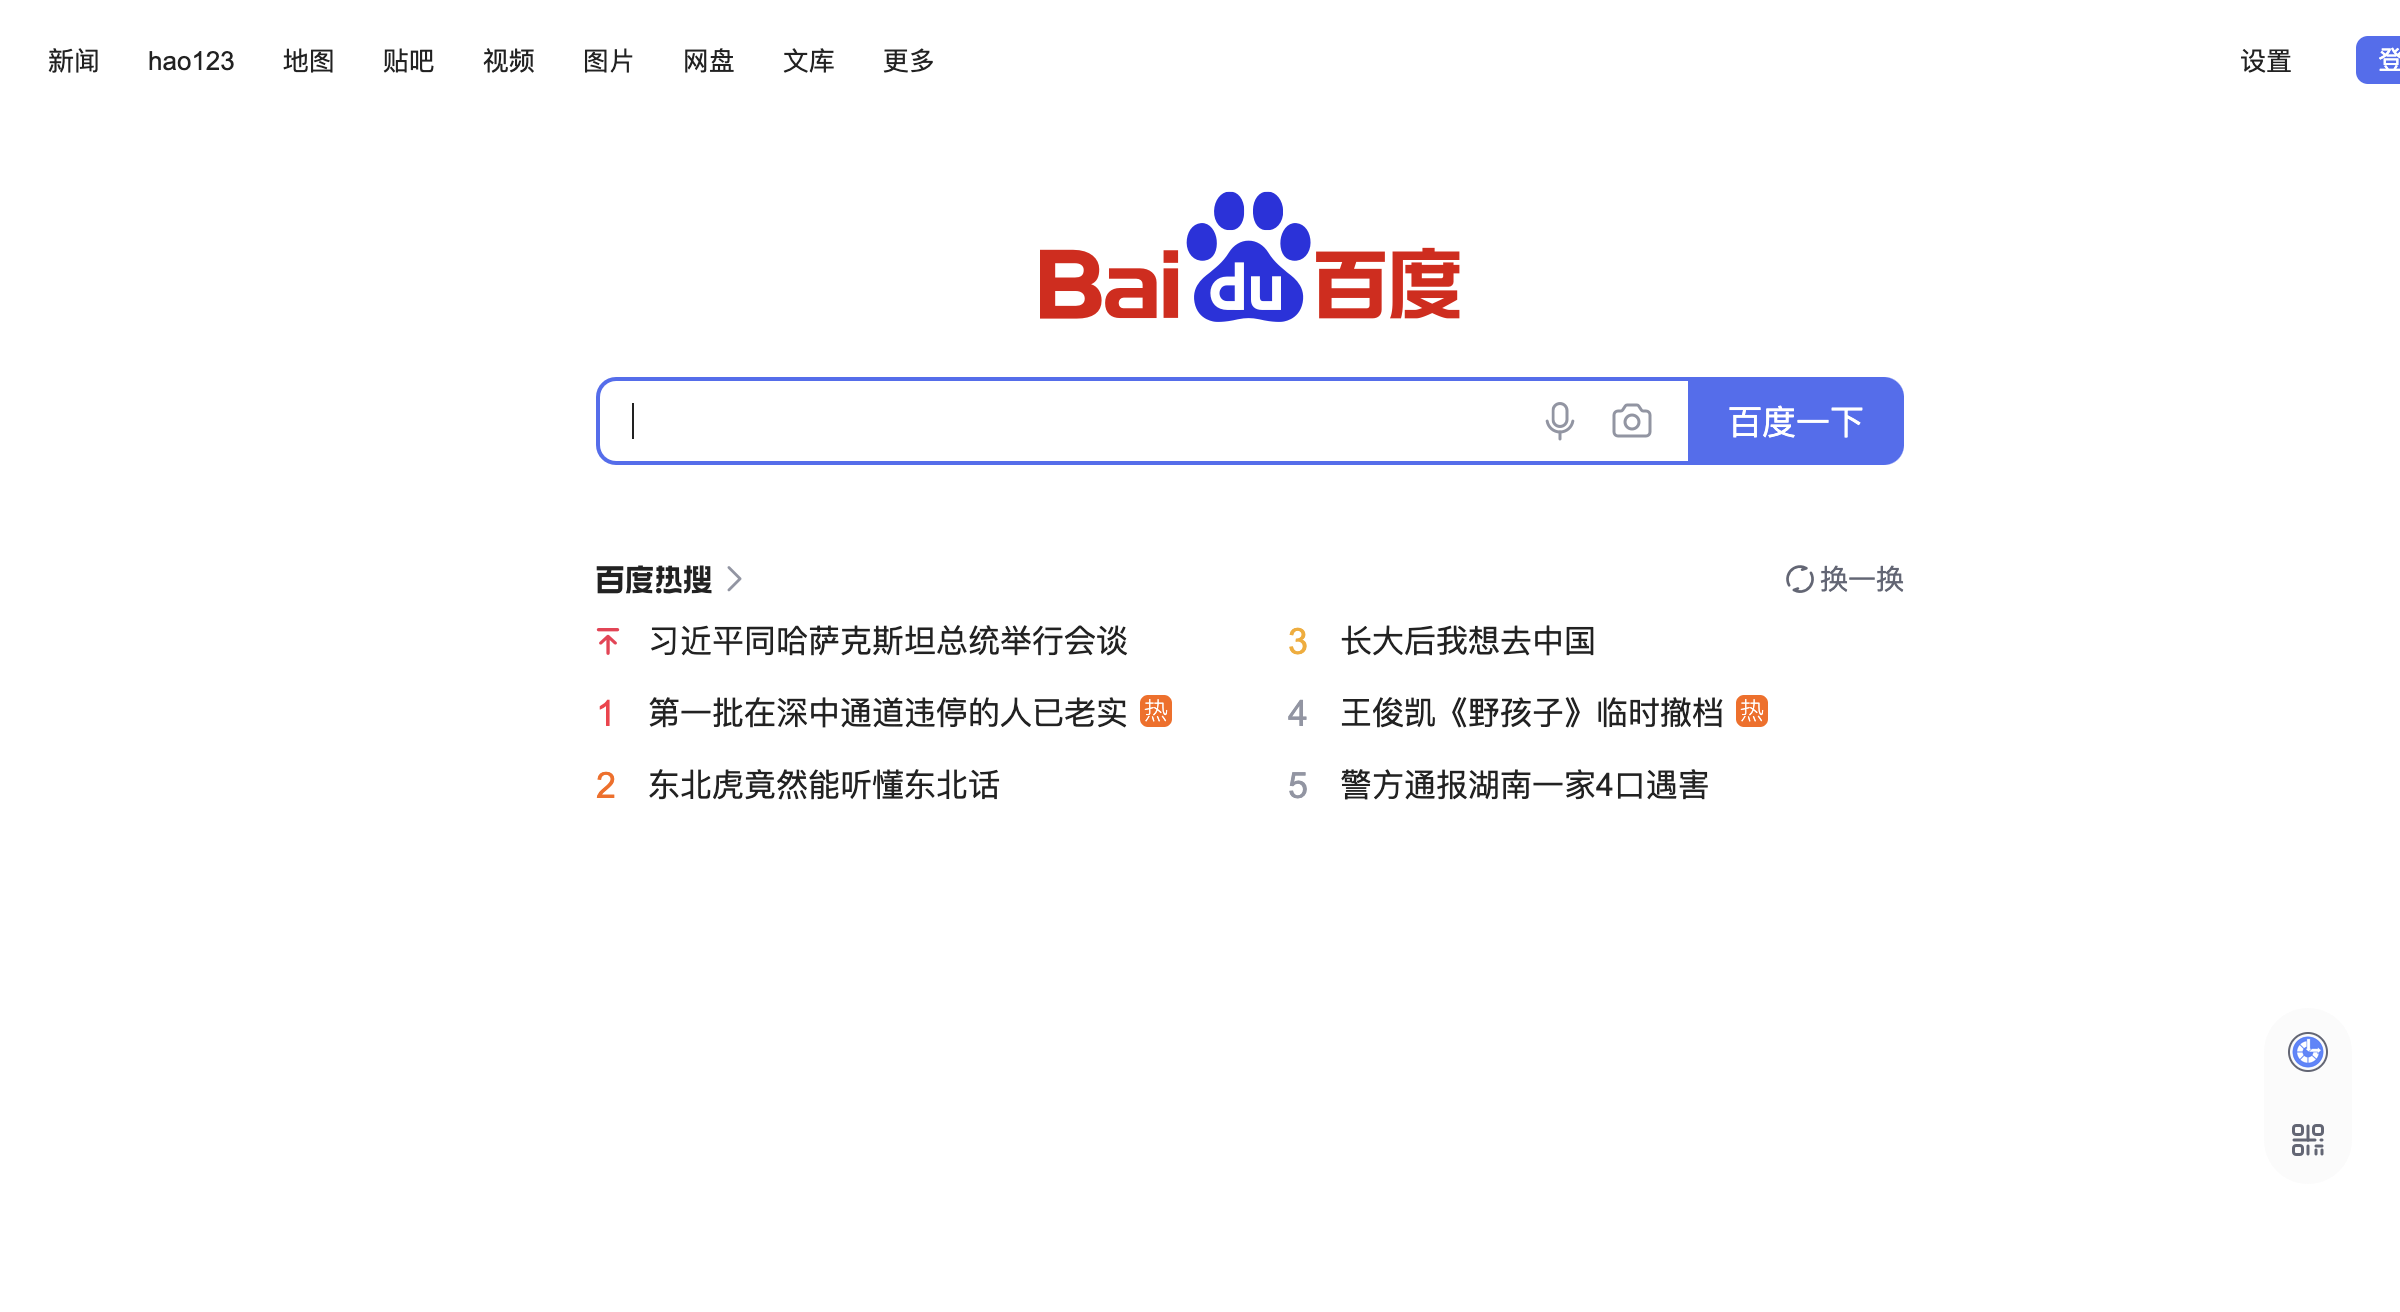 新闻 hao123 地图 贴吧 视频 图片 网盘 文库 更多 设置 登
Bai du 百度
百度一下
百度热搜 换一换
习近平同哈萨克斯坦总统举行会谈
1 第一批在深中通道违停的人已老实 热
2 东北虎竟然能听懂东北话
3 长大后我想去中国
4 王俊凯《野孩子》临时撤档 热
5 警方通报湖南一家4口遇害